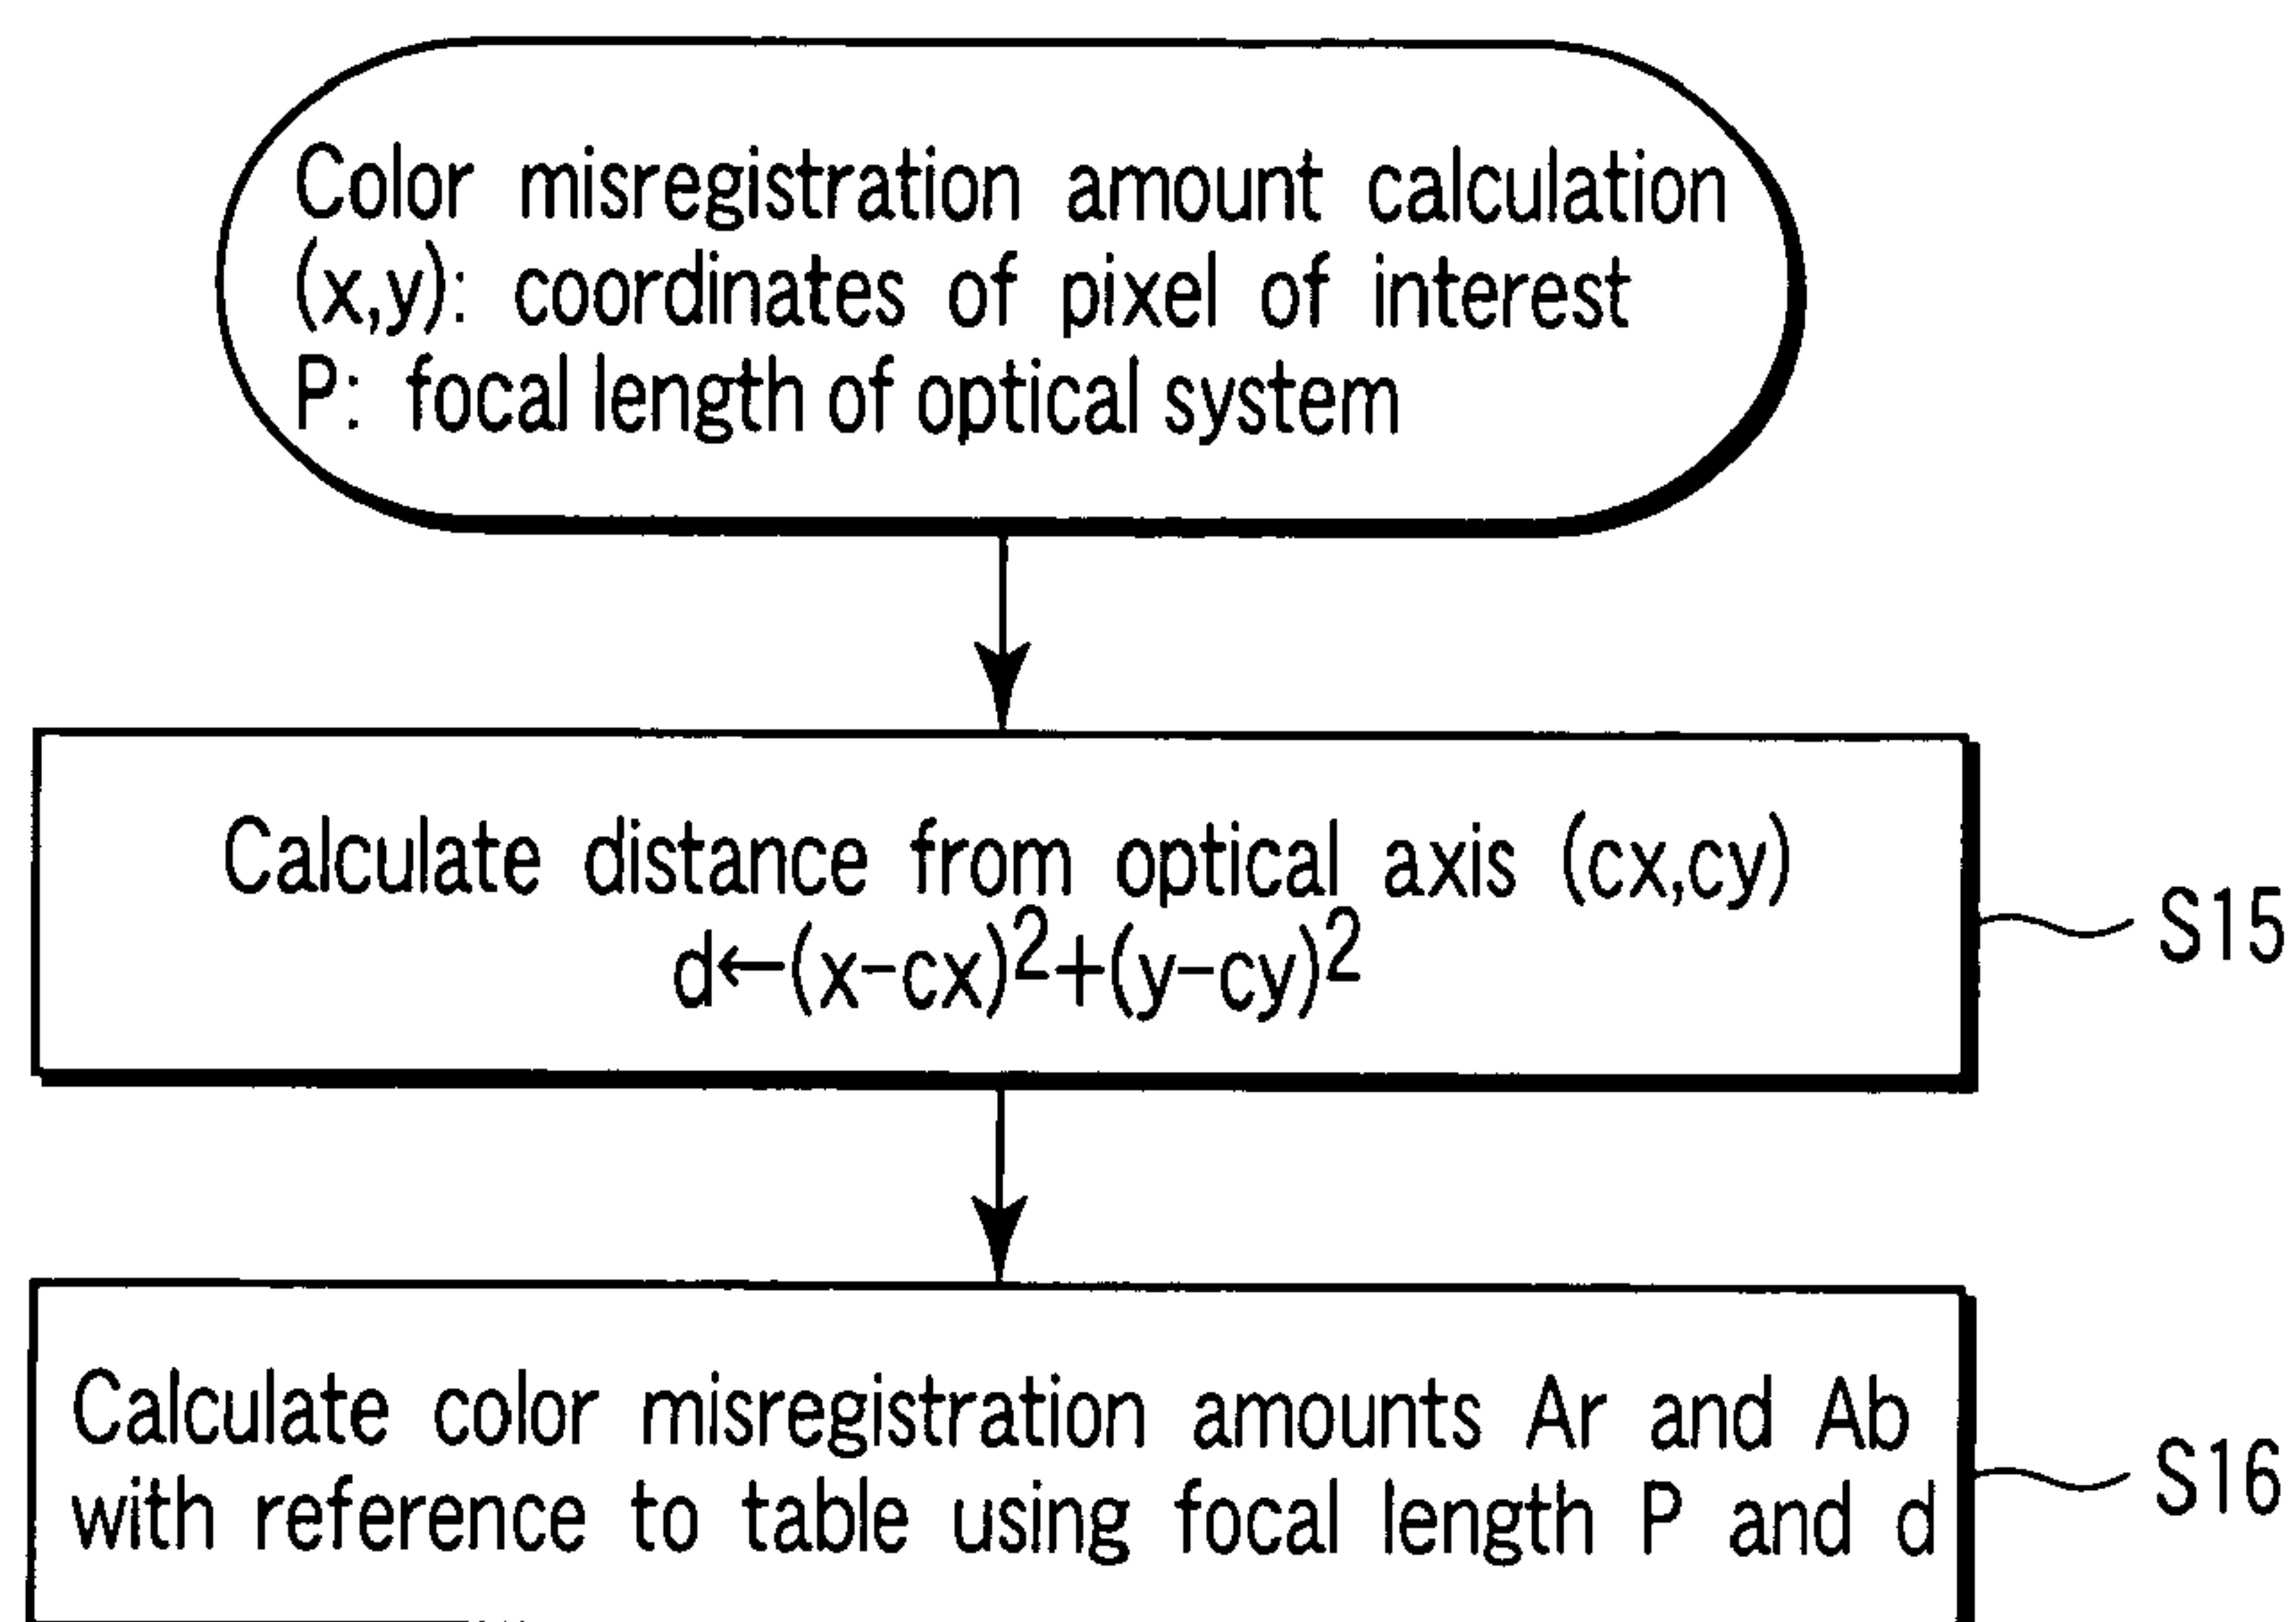 Color misregistration amount calculation
(x,y): coordinates of pixel of interest
P: focal length of optical system
Calculate distance from optical axis (cx,cy)
d←(x-cx)²+(y-cy)²
S15
Calculate color misregistration amounts Ar and Ab
with reference to table using focal length P and d
S16